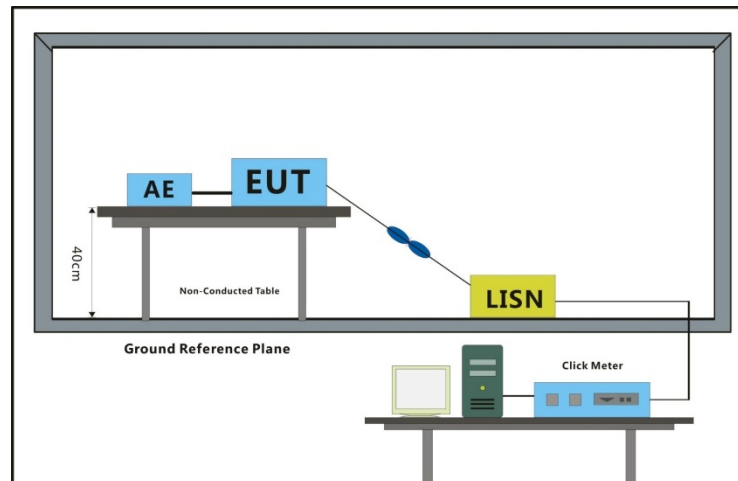 AE
EUT
40cm
Non-Conducted Table
LISN
Ground Reference Plane
Click Meter